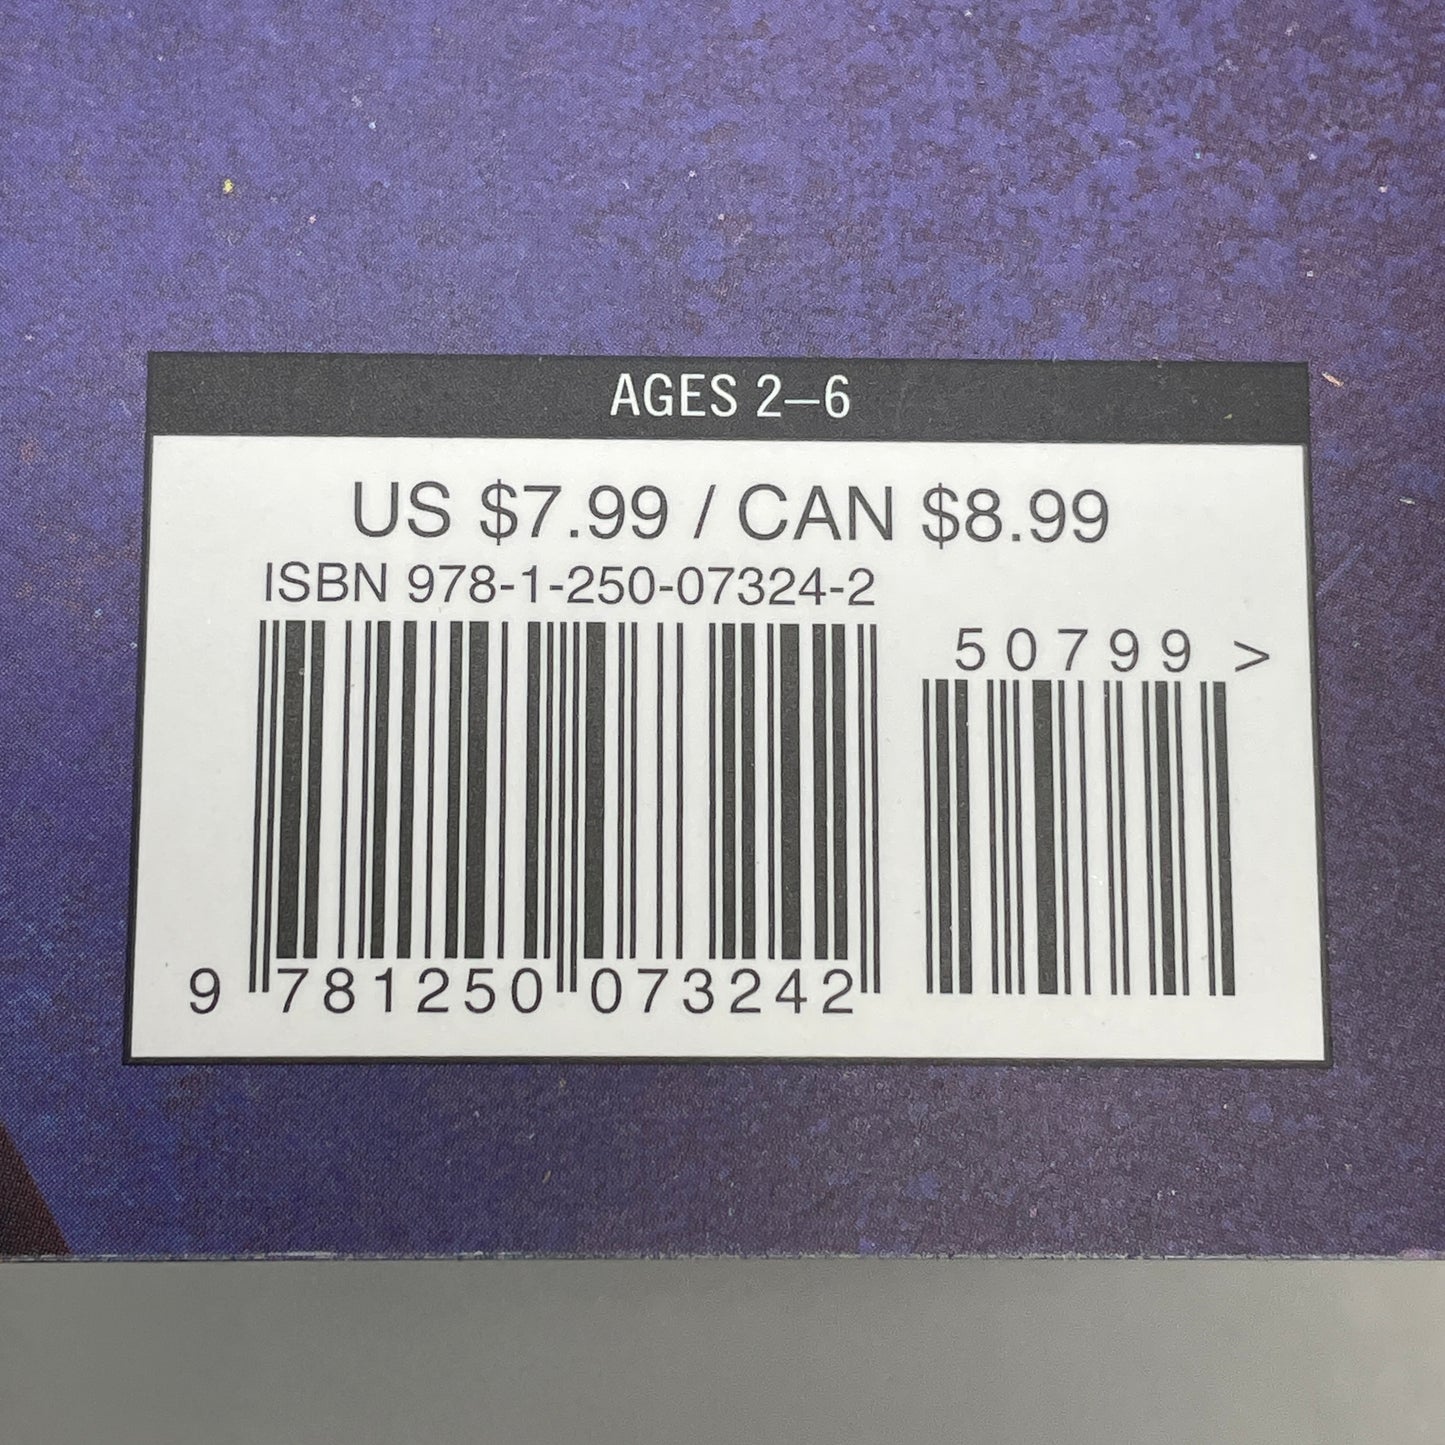 AGES 2–6
US $7.99 / CAN $8.99
ISBN 978-1-250-07324-2
50799 >
9 781250 073242